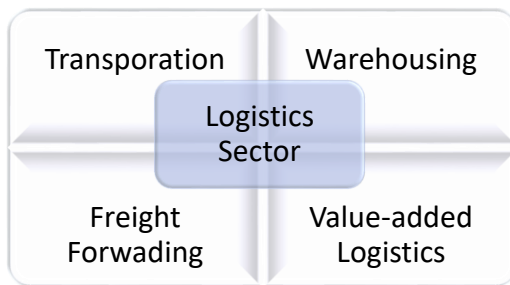 Transporation
Warehousing
Logistics
Sector
Freight
Forwading
Value-added
Logistics